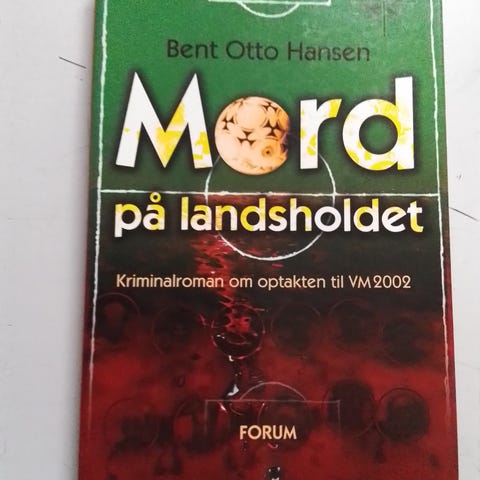 Bent Otto Hansen
Mord
på landsholdet
Kriminalroman om optakten til VM 2002
FORUM